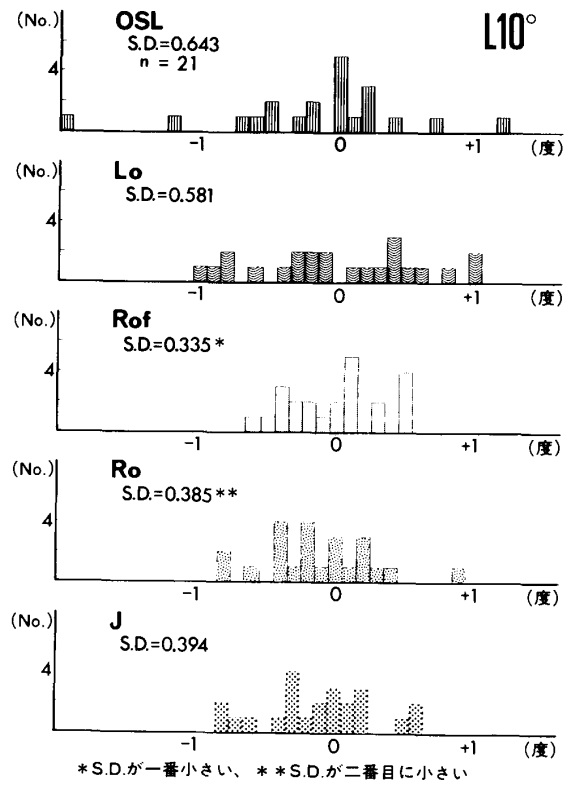 (No.) OSL L10°
S.D.=0.643
n = 21
4
-1 0 +1 (度)
(No.) Lo
S.D.=0.581
4
-1 0 +1 (度)
(No.) Rof
S.D.=0.335*
4
-1 0 +1 (度)
(No.) Ro
S.D.=0.385**
4
-1 0 +1 (度)
(No.) J
S.D.=0.394
4
-1 0 +1 (度)
*S.D.が一番小さい、**S.D.が二番目に小さい